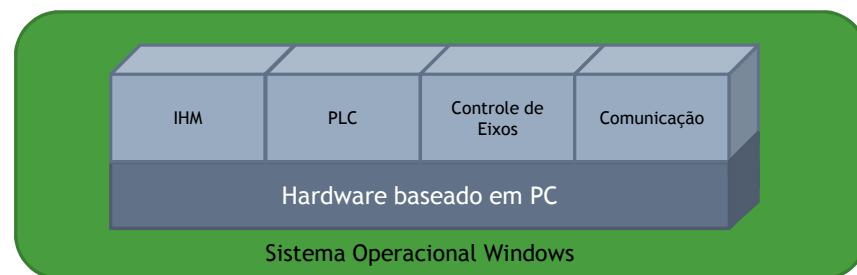 IHM
PLC
Controle de
Eixos
Comunicação
Hardware baseado em PC
Sistema Operacional Windows